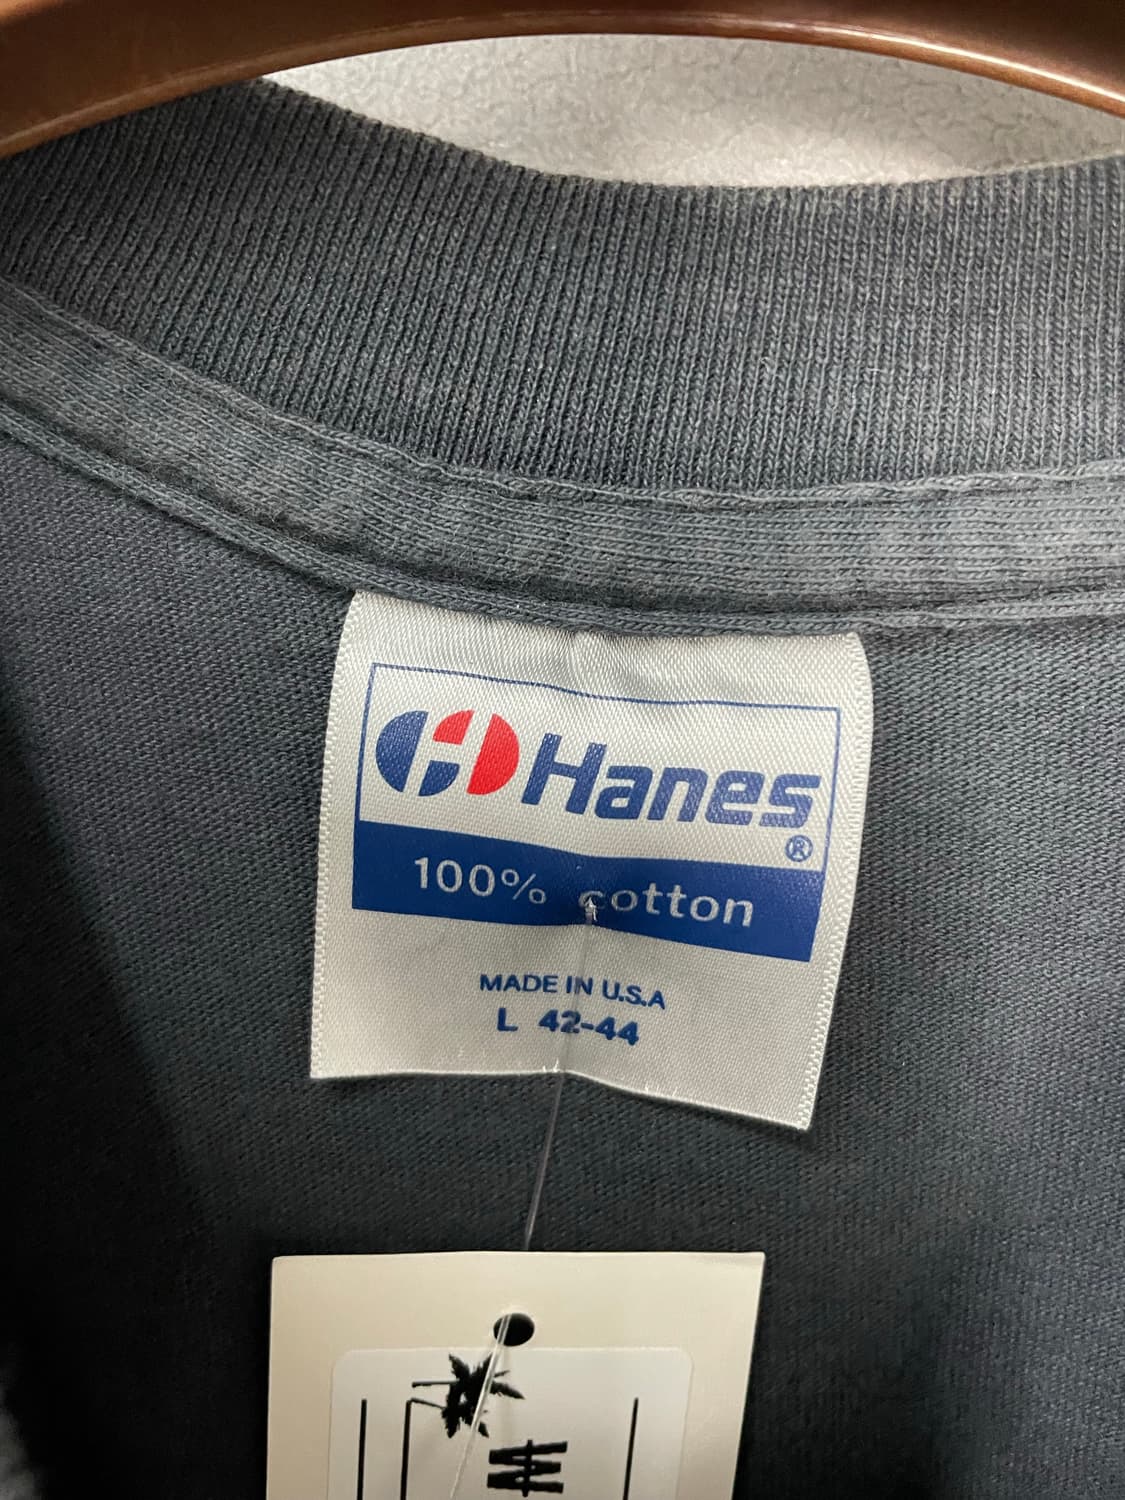 Hanes®
100% cotton
MADE IN U.S.A
L 42-44